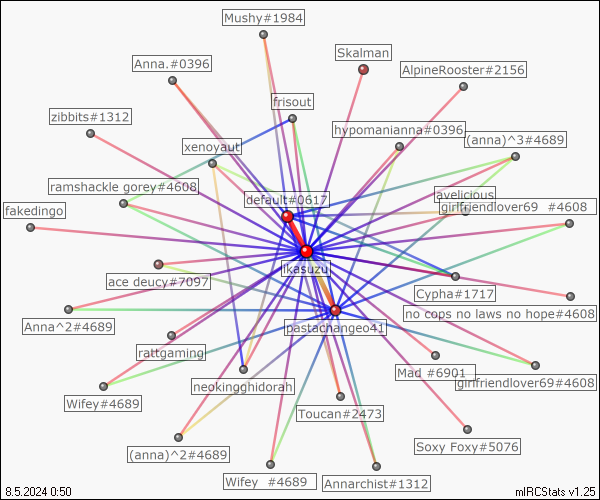 Mushy#1984
Skalman
Anna.#0396
AlpineRooster#2156
frisout
zibbits#1312
hypomanianna#0396
(anna)^3#4689
xenoyaut
ramshackle gorey#4608
avelicious
default#0617
girlfriendlover69 #4608
fakedingo
ikasuzu
ace deucy#7097
Cypha#1717
no cops no laws no hope#4608
Anna^2#4689
pastachangeo41
rattgaming
Mad #6901
neokingghidorah
girlfriendlover69#4608
Wifey#4689
Toucan#2473
Soxy Foxy#5076
(anna)^2#4689
Wifey #4689
Annarchist#1312
8.5.2024 0:50
mIRCStats v1.25